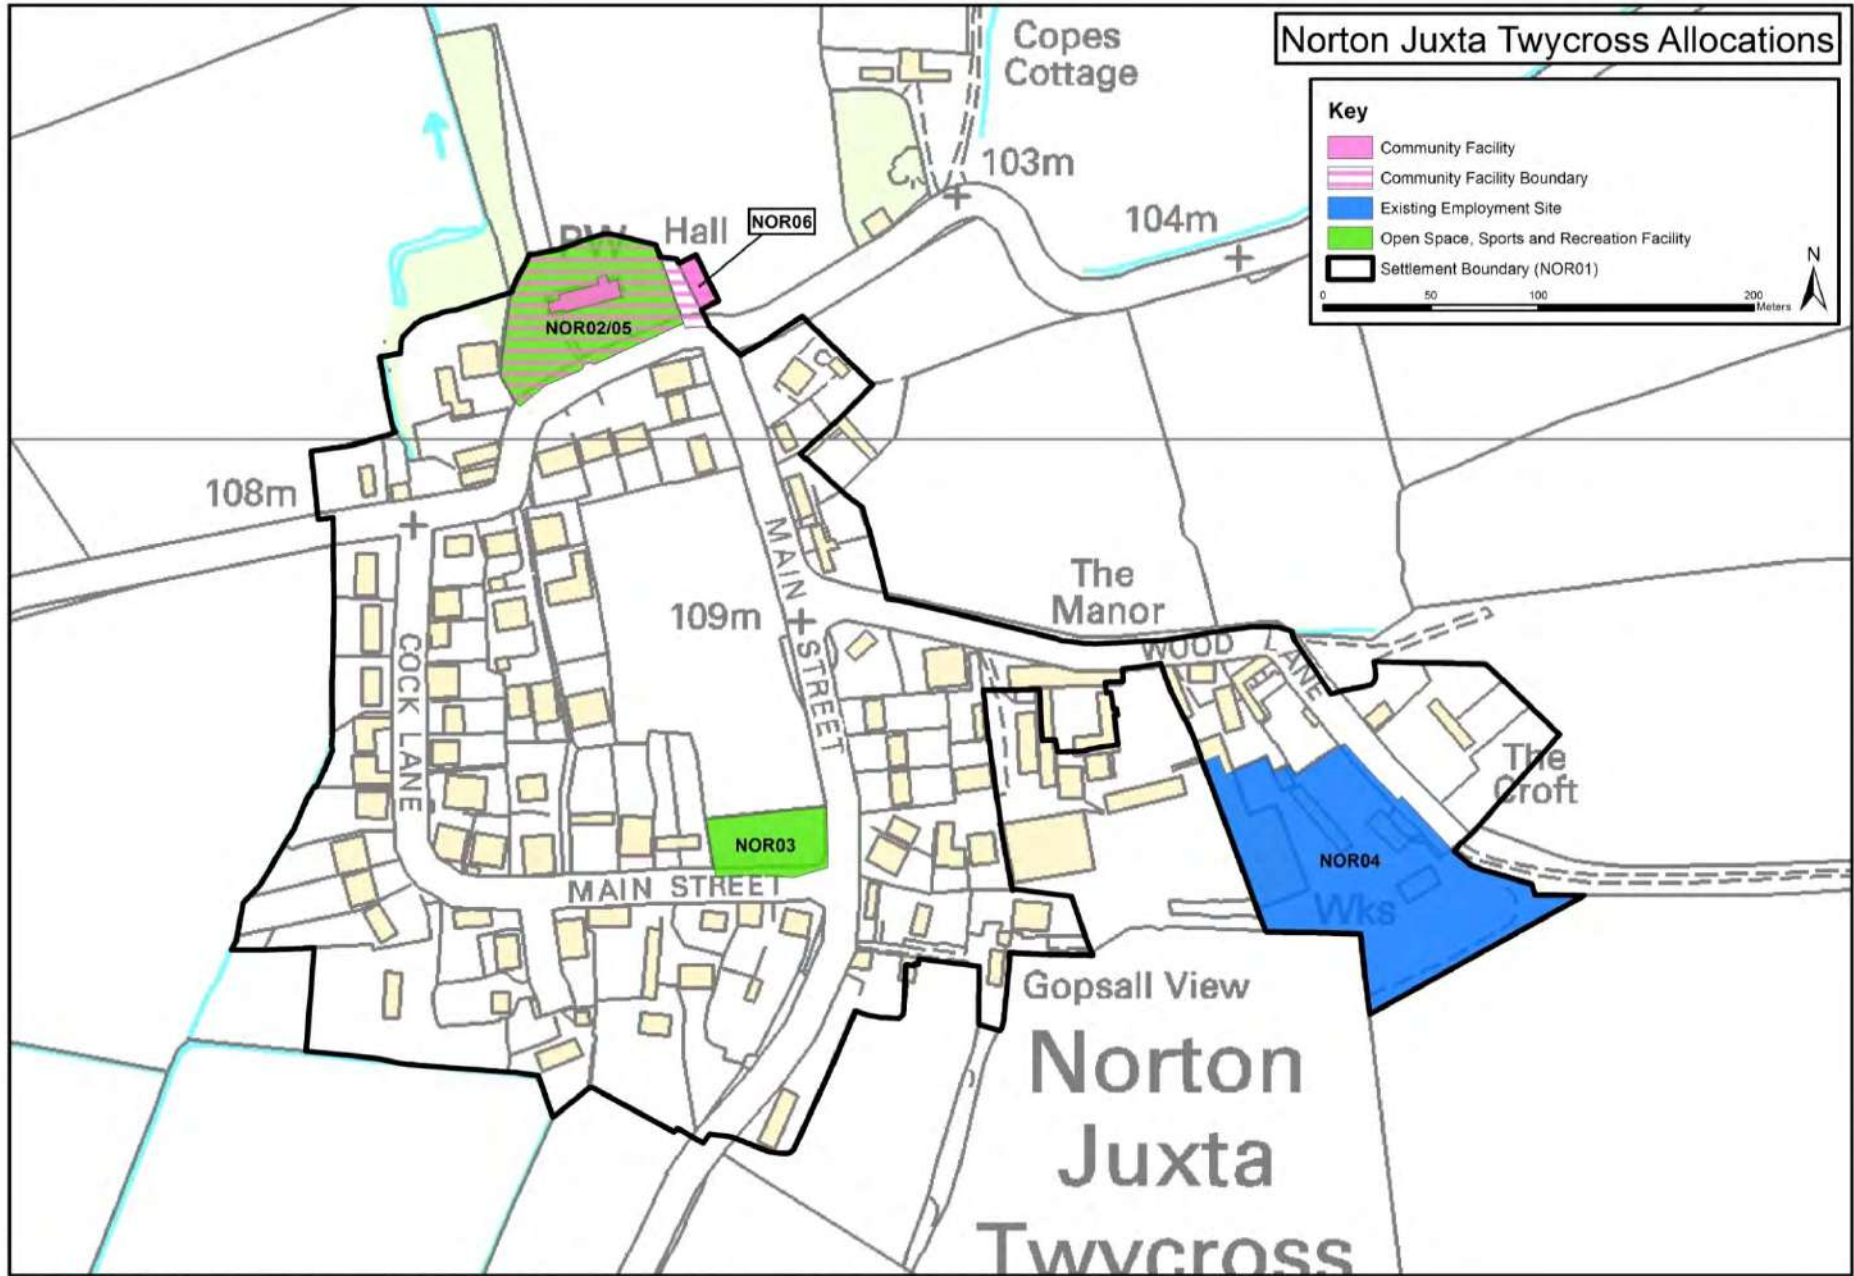 Norton Juxta Twycross Allocations
Key
Community Facility
Community Facility Boundary
Existing Employment Site
Open Space, Sports and Recreation Facility
Settlement Boundary (NOR01)
N
0 50 100 200
Meters
Copes
Cottage
103m
104m
PW
Hall
NOR06
NOR02/05
108m
109m
MAIN STREET
The
Manor
WOOD LANE
COCK LANE
The
Croft
NOR03
NOR04
MAIN STREET
Wks
Gopsall View
Norton
Juxta
Twycross